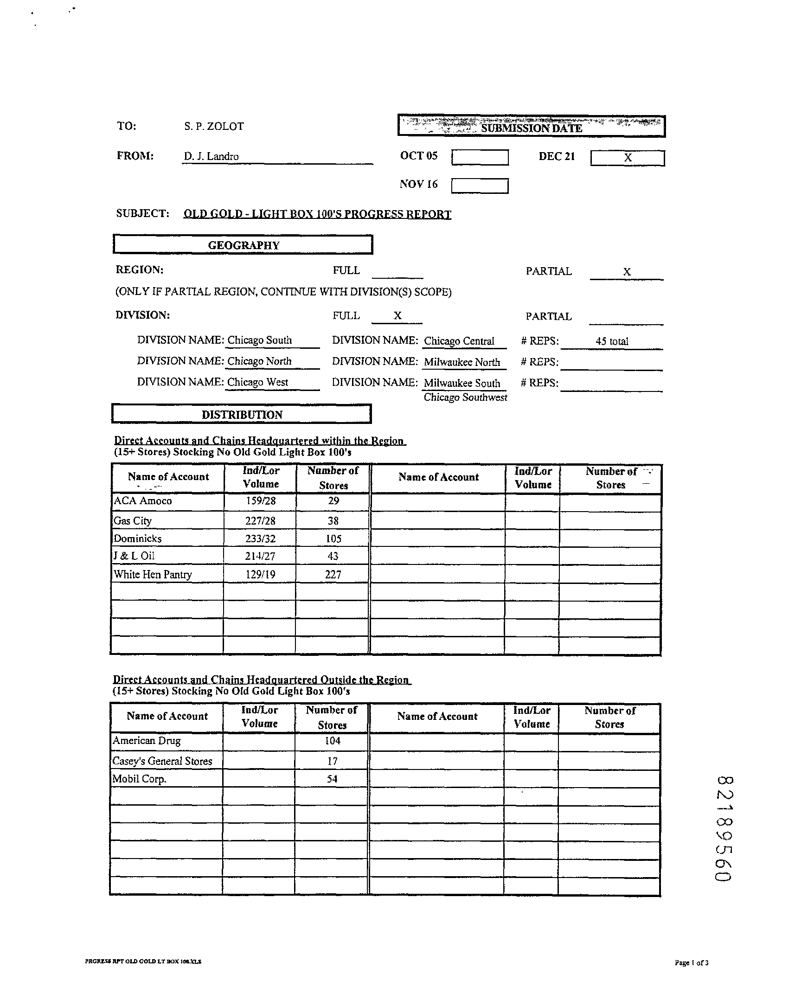 TO: S. P. ZOLOT
SUBMISSION DATE
FROM: D. J. Landro OCT 05 DEC 21 X
NOV 16
SUBJECT: OLD GOLD - LIGHT BOX 100'S PROGRESS REPORT
GEOGRAPHY
REGION: FULL PARTIAL X
(ONLY IF PARTIAL REGION, CONTINUE WITH DIVISION(S) SCOPE)
DIVISION: FULL X PARTIAL
DIVISION NAME: Chicago South DIVISION NAME: Chicago Central # REPS: 45 total
DIVISION NAME: Chicago North DIVISION NAME: Milwaukee North # REPS:
DIVISION NAME: Chicago West DIVISION NAME: Milwaukee South # REPS:
Chicago Southwest
DISTRIBUTION
Direct Accounts and Chains Headquartered within the Region
(15+ Stores) Stocking No Old Gold Light Box 100's
Name of Account Ind/Lor Volume Number of Stores Name of Account Ind/Lor Volume Number of Stores
ACA Amoco 159/28 29
Gas City 227/28 38
Dominicks 233/32 105
J & L Oil 214/27 43
White Hen Pantry 129/19 227
Direct Accounts and Chains Headquartered Outside the Region
(15+ Stores) Stocking No Old Gold Light Box 100's
Name of Account Ind/Lor Volume Number of Stores Name of Account Ind/Lor Volume Number of Stores
American Drug 104
Casey's General Stores 17
Mobil Corp. 54
82189560
PRGRESS RPT OLD GOLD LT BOX 100.XLS Page 1 of 3